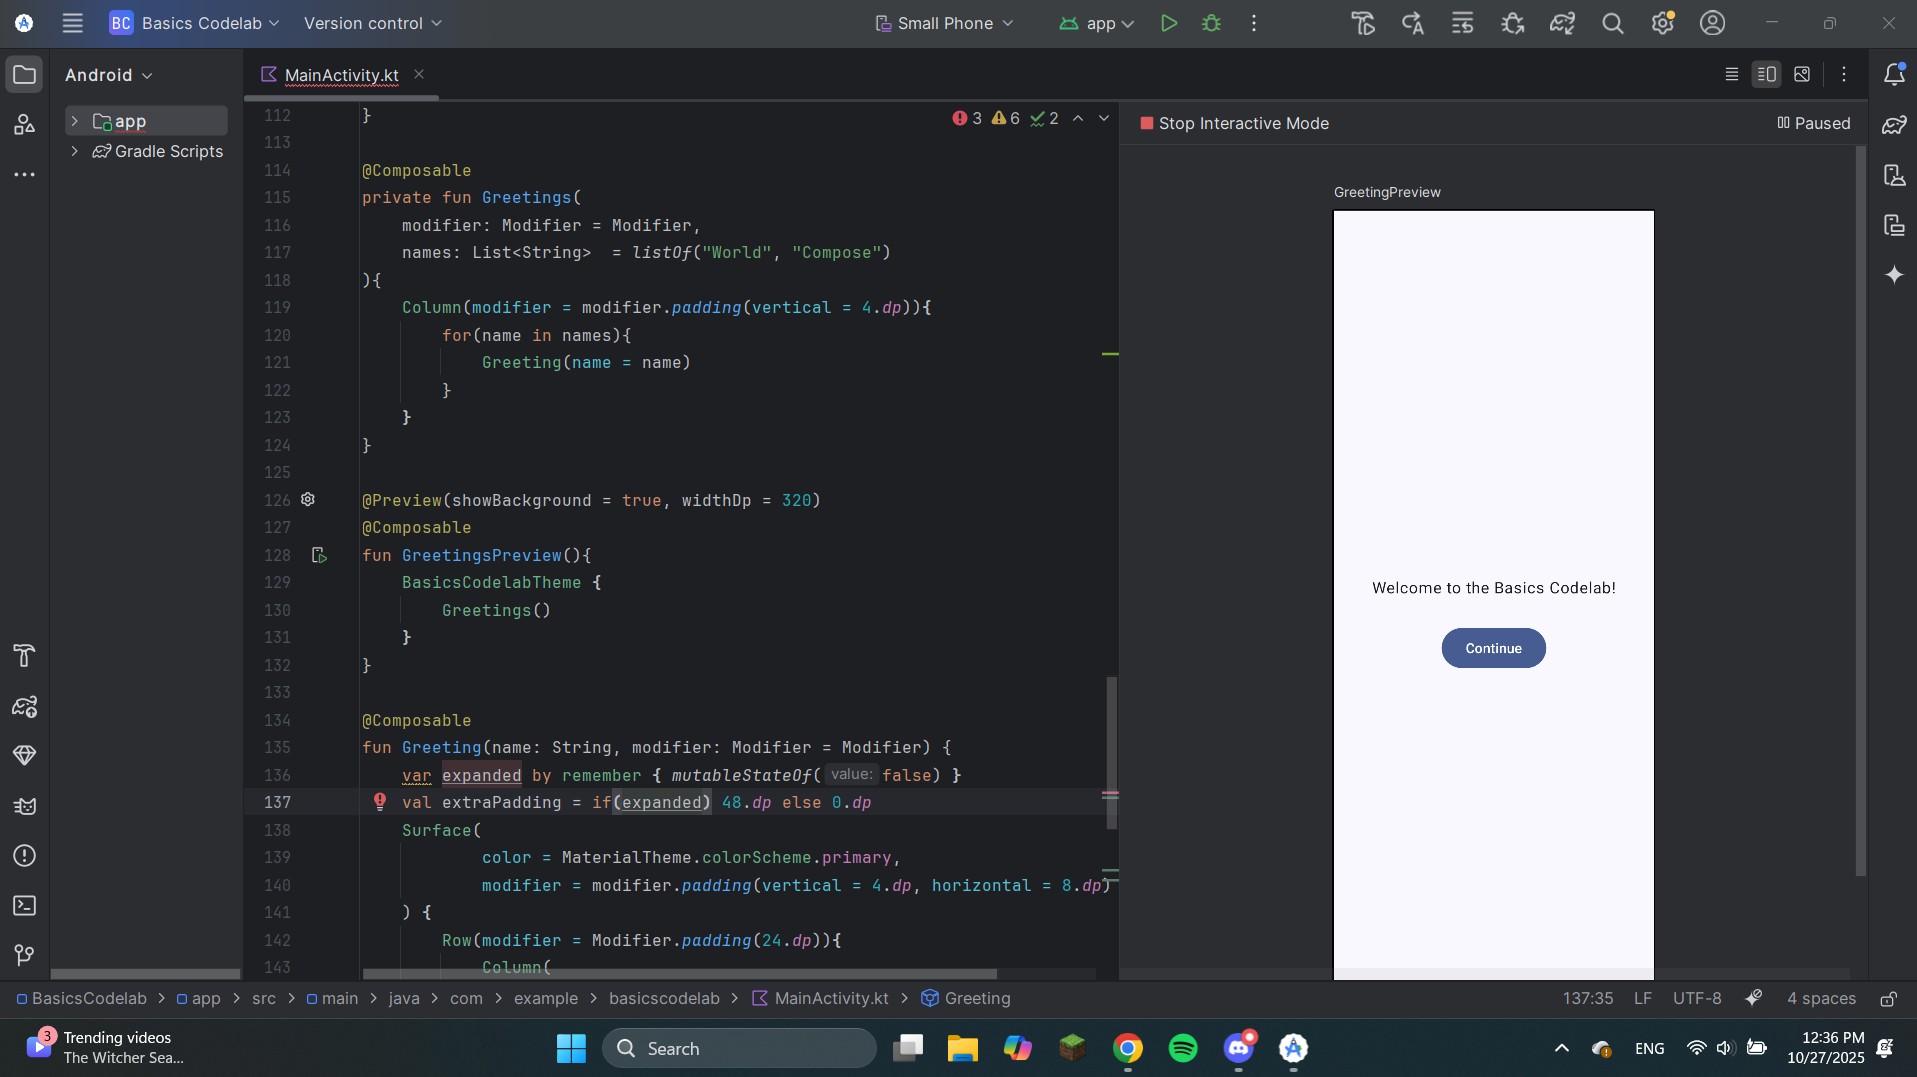 BC Basics Codelab Version control Small Phone app
Android
MainActivity.kt
app
Gradle Scripts
3 6 2
Stop Interactive Mode Paused
GreetingPreview
Welcome to the Basics Codelab!
Continue
112 }
113
114 @Composable
115 private fun Greetings(
116 modifier: Modifier = Modifier,
117 names: List<String>  = listOf("World", "Compose")
118 ){
119 Column(modifier = modifier.padding(vertical = 4.dp)){
120 for(name in names){
121 Greeting(name = name)
122 }
123 }
124 }
125
126 @Preview(showBackground = true, widthDp = 320)
127 @Composable
128 fun GreetingsPreview(){
129 BasicsCodelabTheme {
130 Greetings()
131 }
132 }
133
134 @Composable
135 fun Greeting(name: String, modifier: Modifier = Modifier) {
136 var expanded by remember { mutableStateOf( value: false) }
137 val extraPadding = if(expanded) 48.dp else 0.dp
138 Surface(
139 color = MaterialTheme.colorScheme.primary,
140 modifier = modifier.padding(vertical = 4.dp, horizontal = 8.dp)
141 ) {
142 Row(modifier = Modifier.padding(24.dp)){
143 Column(
BasicsCodelab > app > src > main > java > com > example > basicscodelab > MainActivity.kt > Greeting
137:35 LF UTF-8 4 spaces
3
Trending videos
The Witcher Sea...
Search
ENG
12:36 PM
10/27/2025